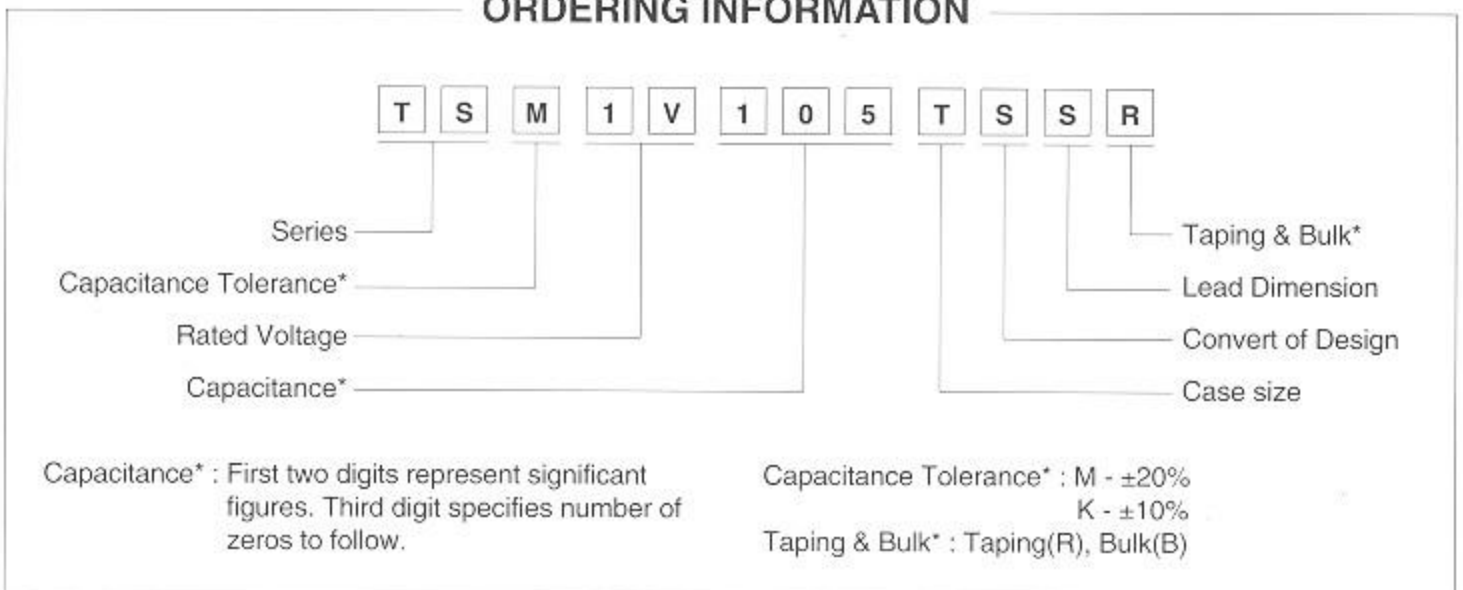 ORDERING INFORMATION
T S M 1 V 1 0 5 T S S R
Series
Capacitance Tolerance*
Rated Voltage
Capacitance*
Taping & Bulk*
Lead Dimension
Convert of Design
Case size
Capacitance* : First two digits represent significant
figures. Third digit specifies number of
zeros to follow.
Capacitance Tolerance* : M - ±20%
K - ±10%
Taping & Bulk* : Taping(R), Bulk(B)